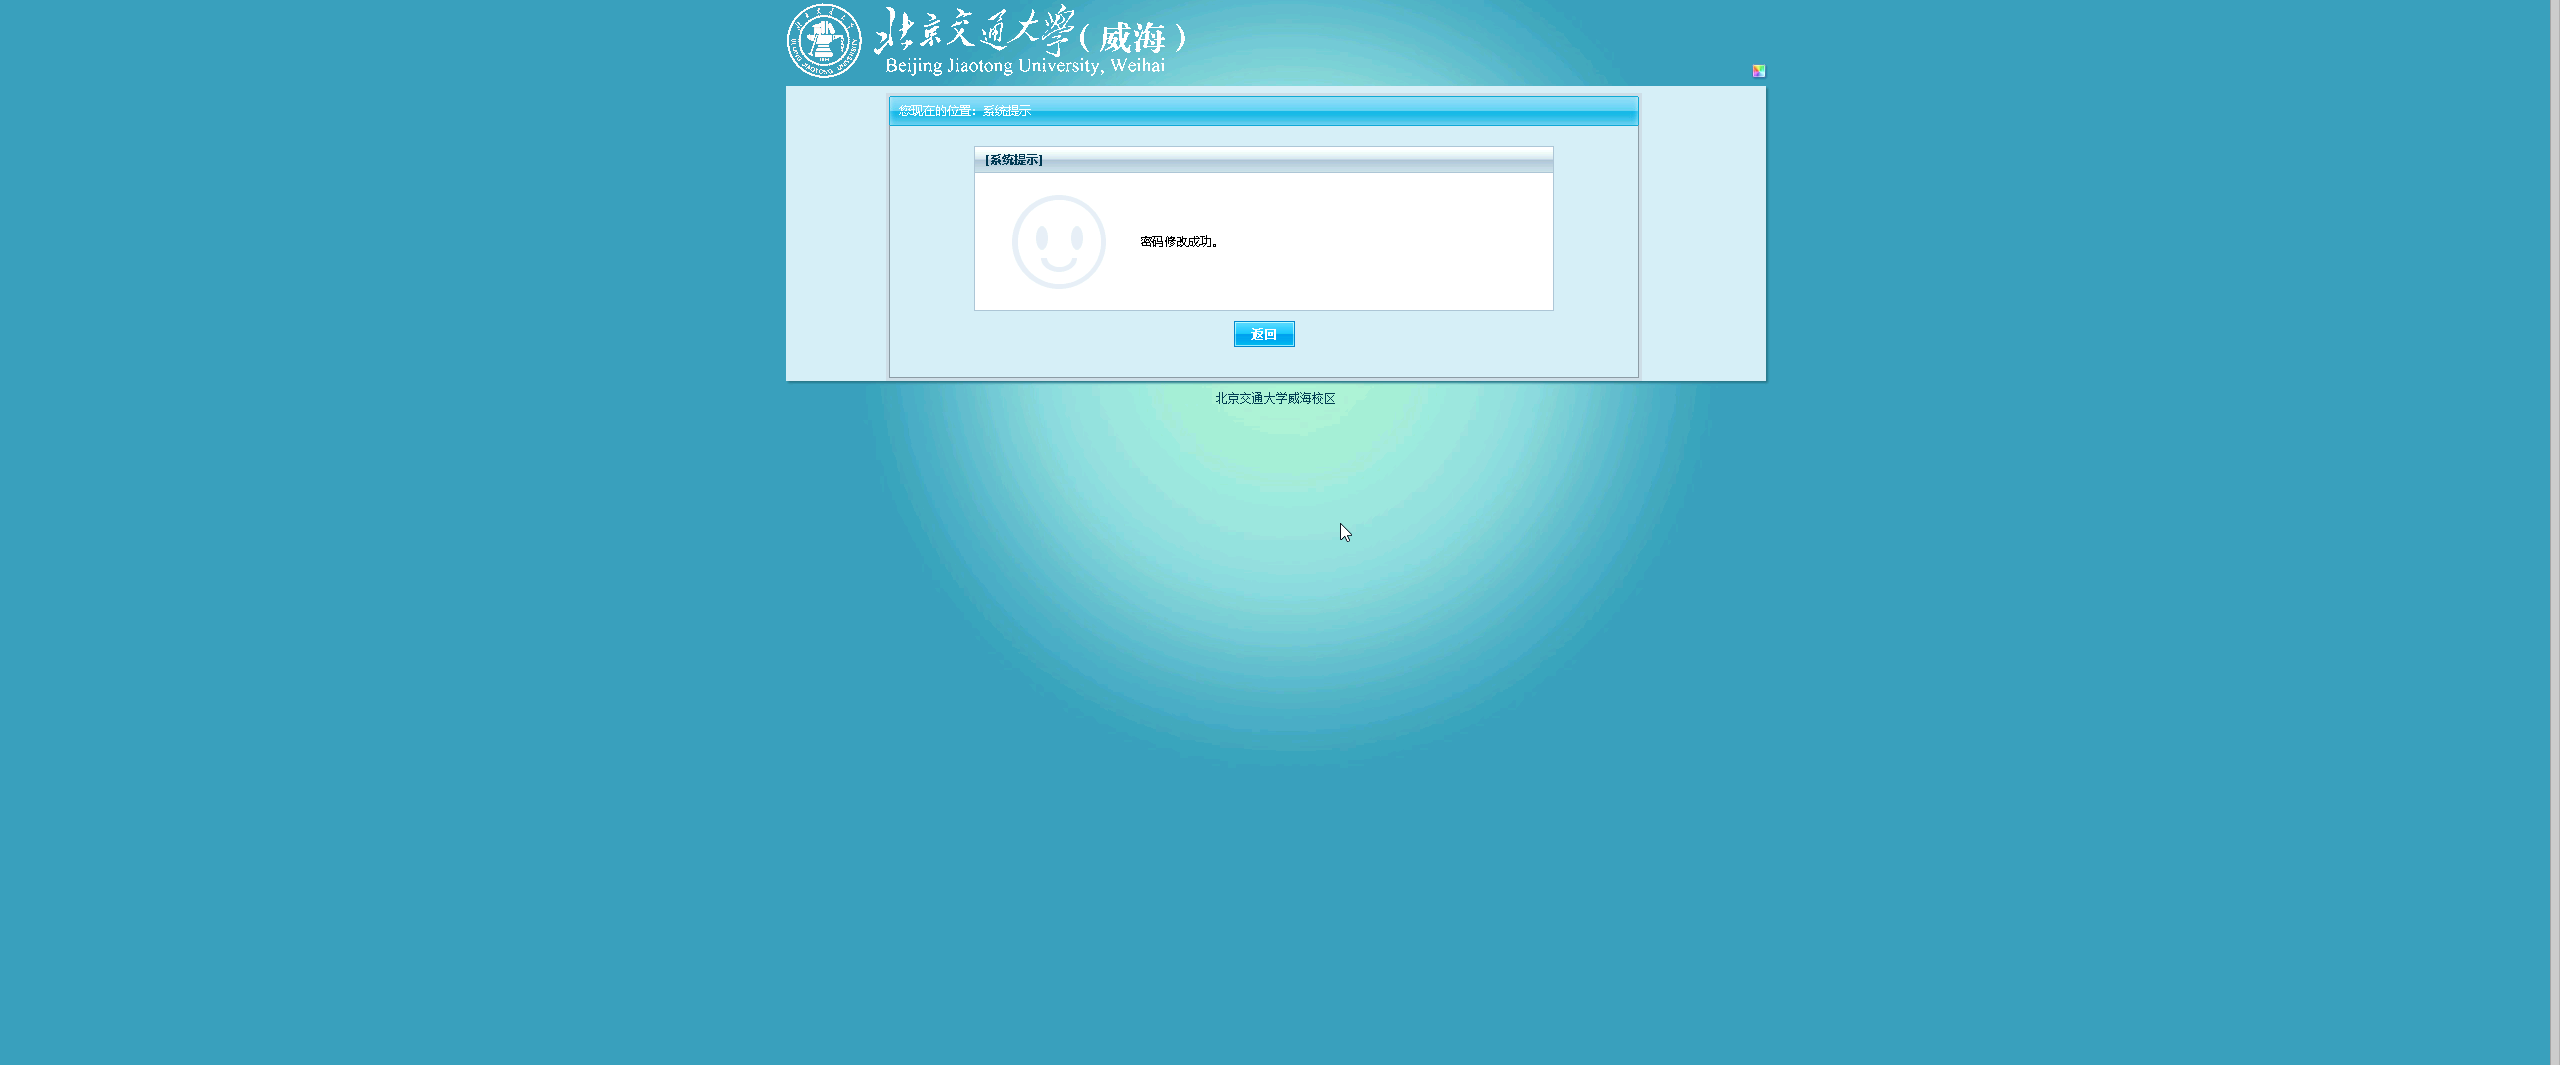 北京交通大學(威海)
Beijing Jiaotong University, Weihai
您现在的位置：系统提示
[系统提示]
密码修改成功。
返回
北京交通大学威海校区